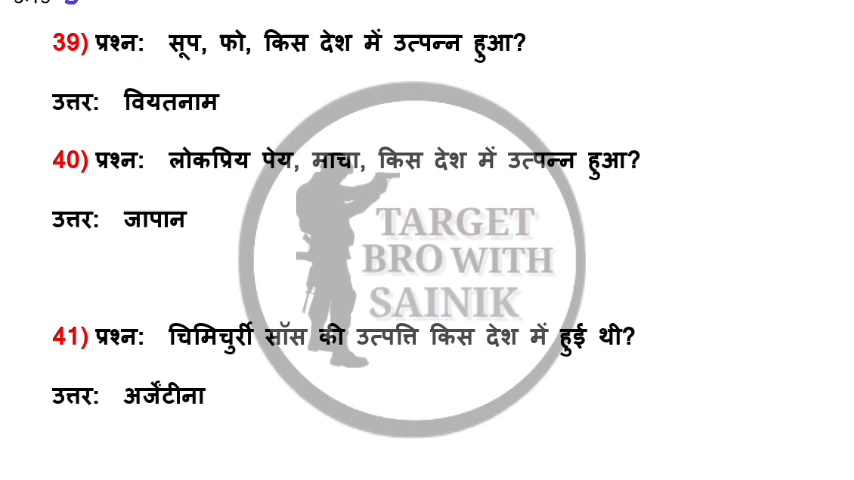 39) प्रश्न: सूप, फो, किस देश में उत्पन्न हुआ?
उत्तर: वियतनाम
40) प्रश्न: लोकप्रिय पेय, माचा, किस देश में उत्पन्न हुआ?
उत्तर: जापान
TARGET
BRO WITH
SAINIK
41) प्रश्न: चिमिचुर्री सॉस की उत्पत्ति किस देश में हुई थी?
उत्तर: अर्जेंटीना